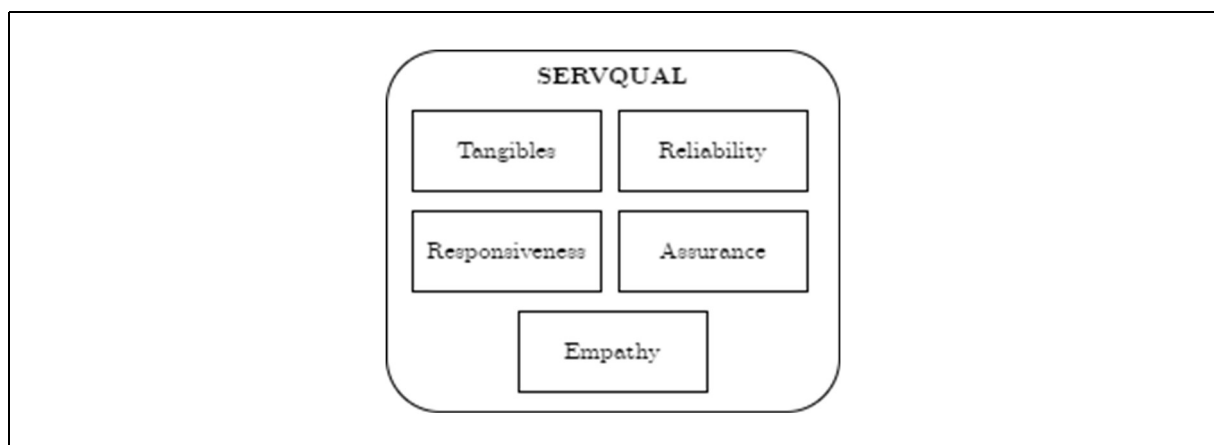 SERVQUAL
Tangibles
Reliability
Responsiveness
Assurance
Empathy